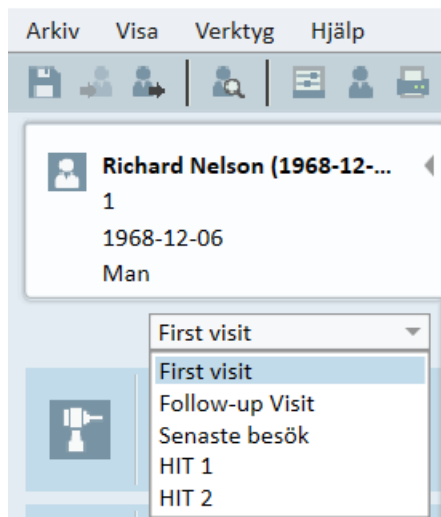 Arkiv Visa Verktyg Hjälp
Richard Nelson (1968-12-...
1
1968-12-06
Man
First visit
First visit
Follow-up Visit
Senaste besök
HIT 1
HIT 2